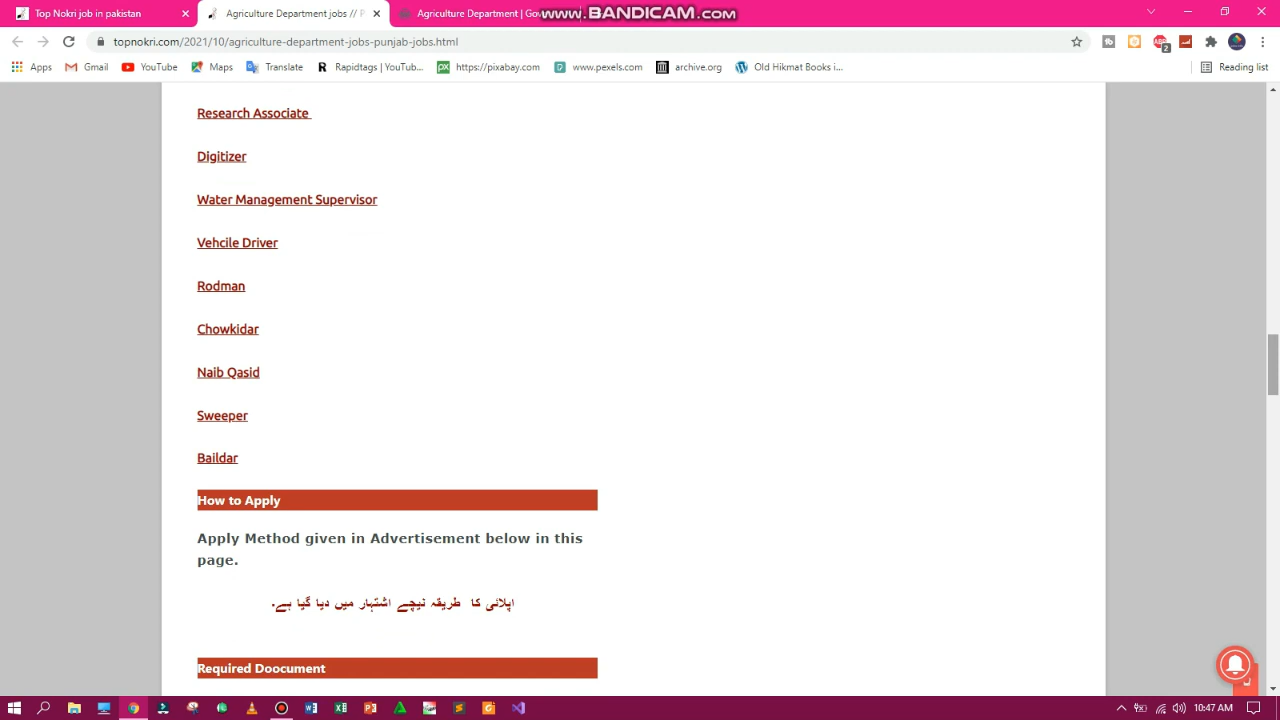 Top Nokri job in pakistan
Agriculture Department jobs // P
Agriculture Department | Go
www.BANDICAM.com
topnokri.com/2021/10/agriculture-department-jobs-punjab-jobs.html
2
Apps
Gmail
YouTube
Maps
Translate
Rapidtags | YouTub...
https://pixabay.com
www.pexels.com
archive.org
Old Hikmat Books i...
Reading list
Research Associate
Digitizer
Water Management Supervisor
Vehcile Driver
Rodman
Chowkidar
Naib Qasid
Sweeper
Baildar
How to Apply
Apply Method given in Advertisement below in this
page.
اپلائی کا طریقہ نیچے اشتہار میں دیا گیا ہے۔
Required Doocument
10:47 AM